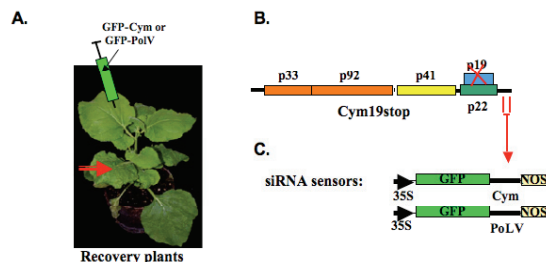 A.
GFP-Cym or
GFP-PolV
Recovery plants
B.
p19
p33 p92 p41
p22
Cym19stop
C.
siRNA sensors:
GFP NOS
35S Cym
GFP NOS
35S PoLV